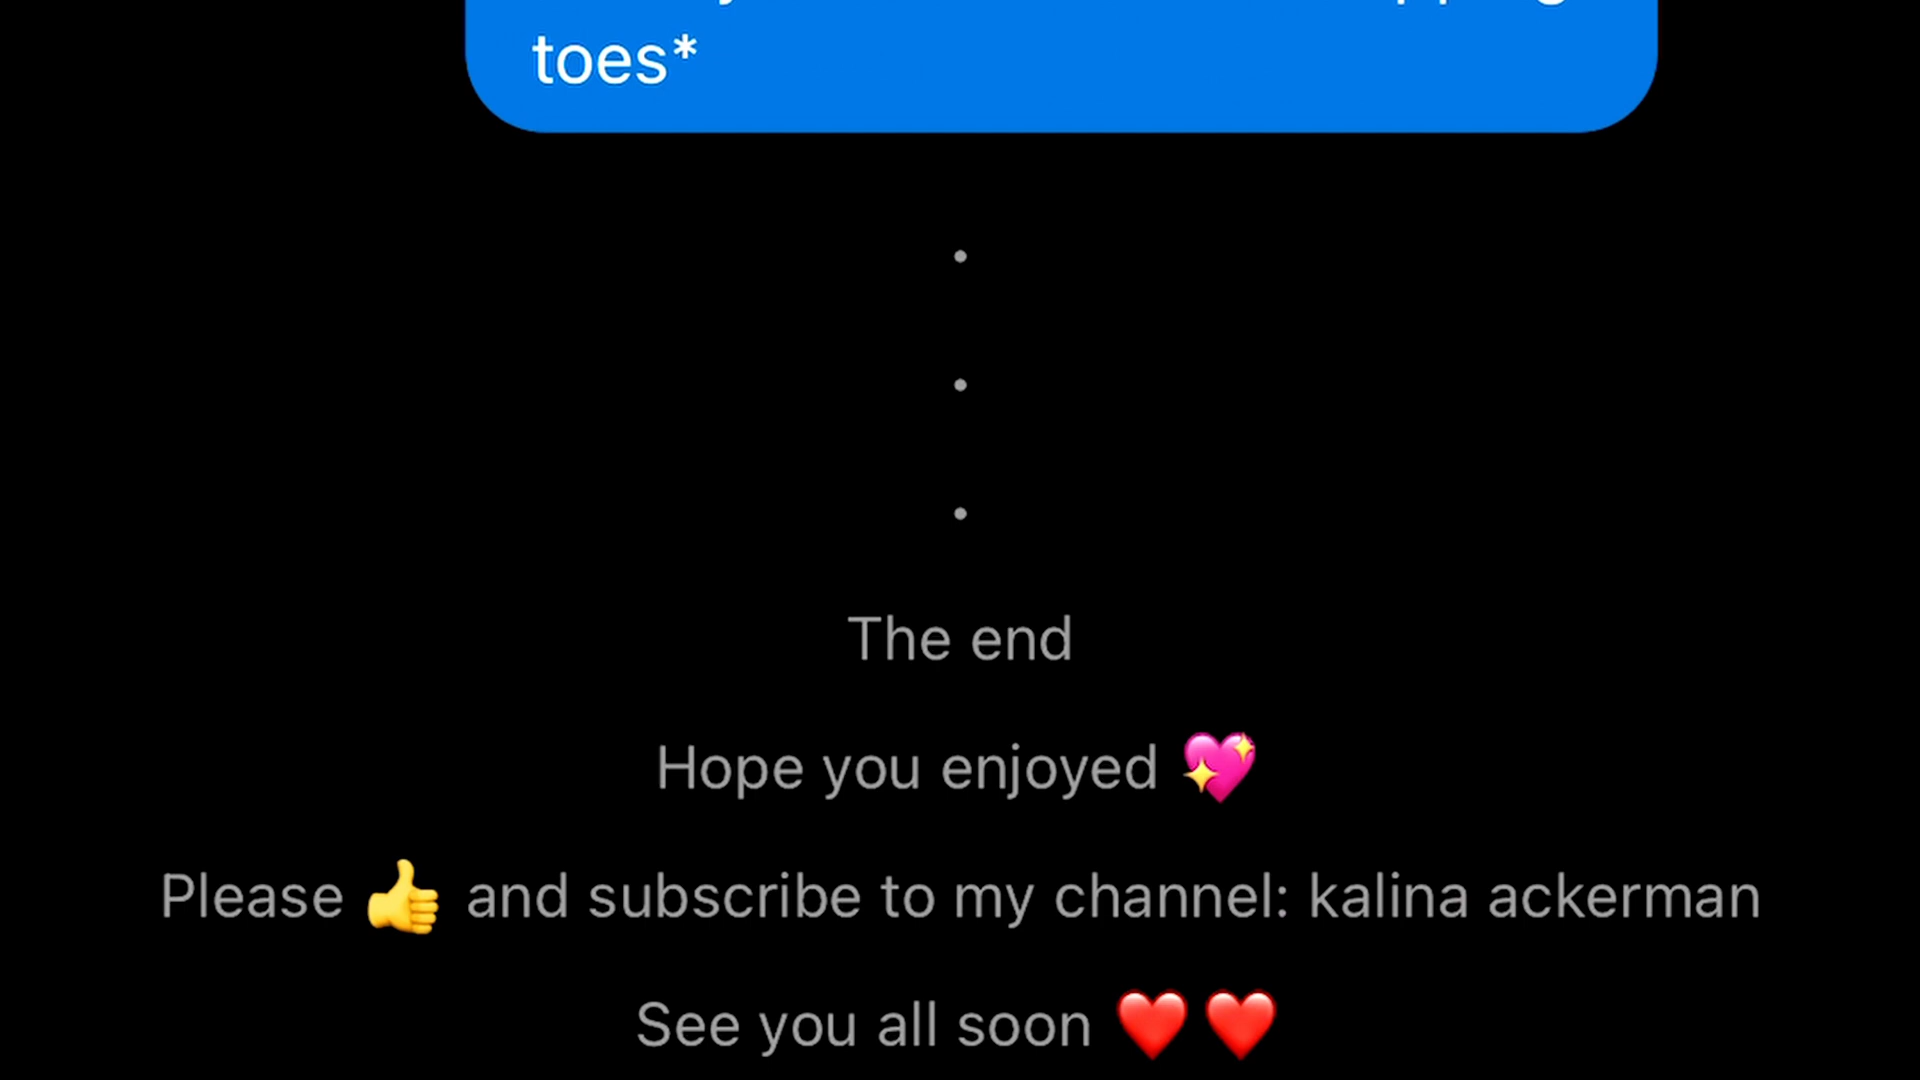 toes*
.
.
.
The end
Hope you enjoyed 💖
Please 👍 and subscribe to my channel: kalina ackerman
See you all soon ❤️❤️